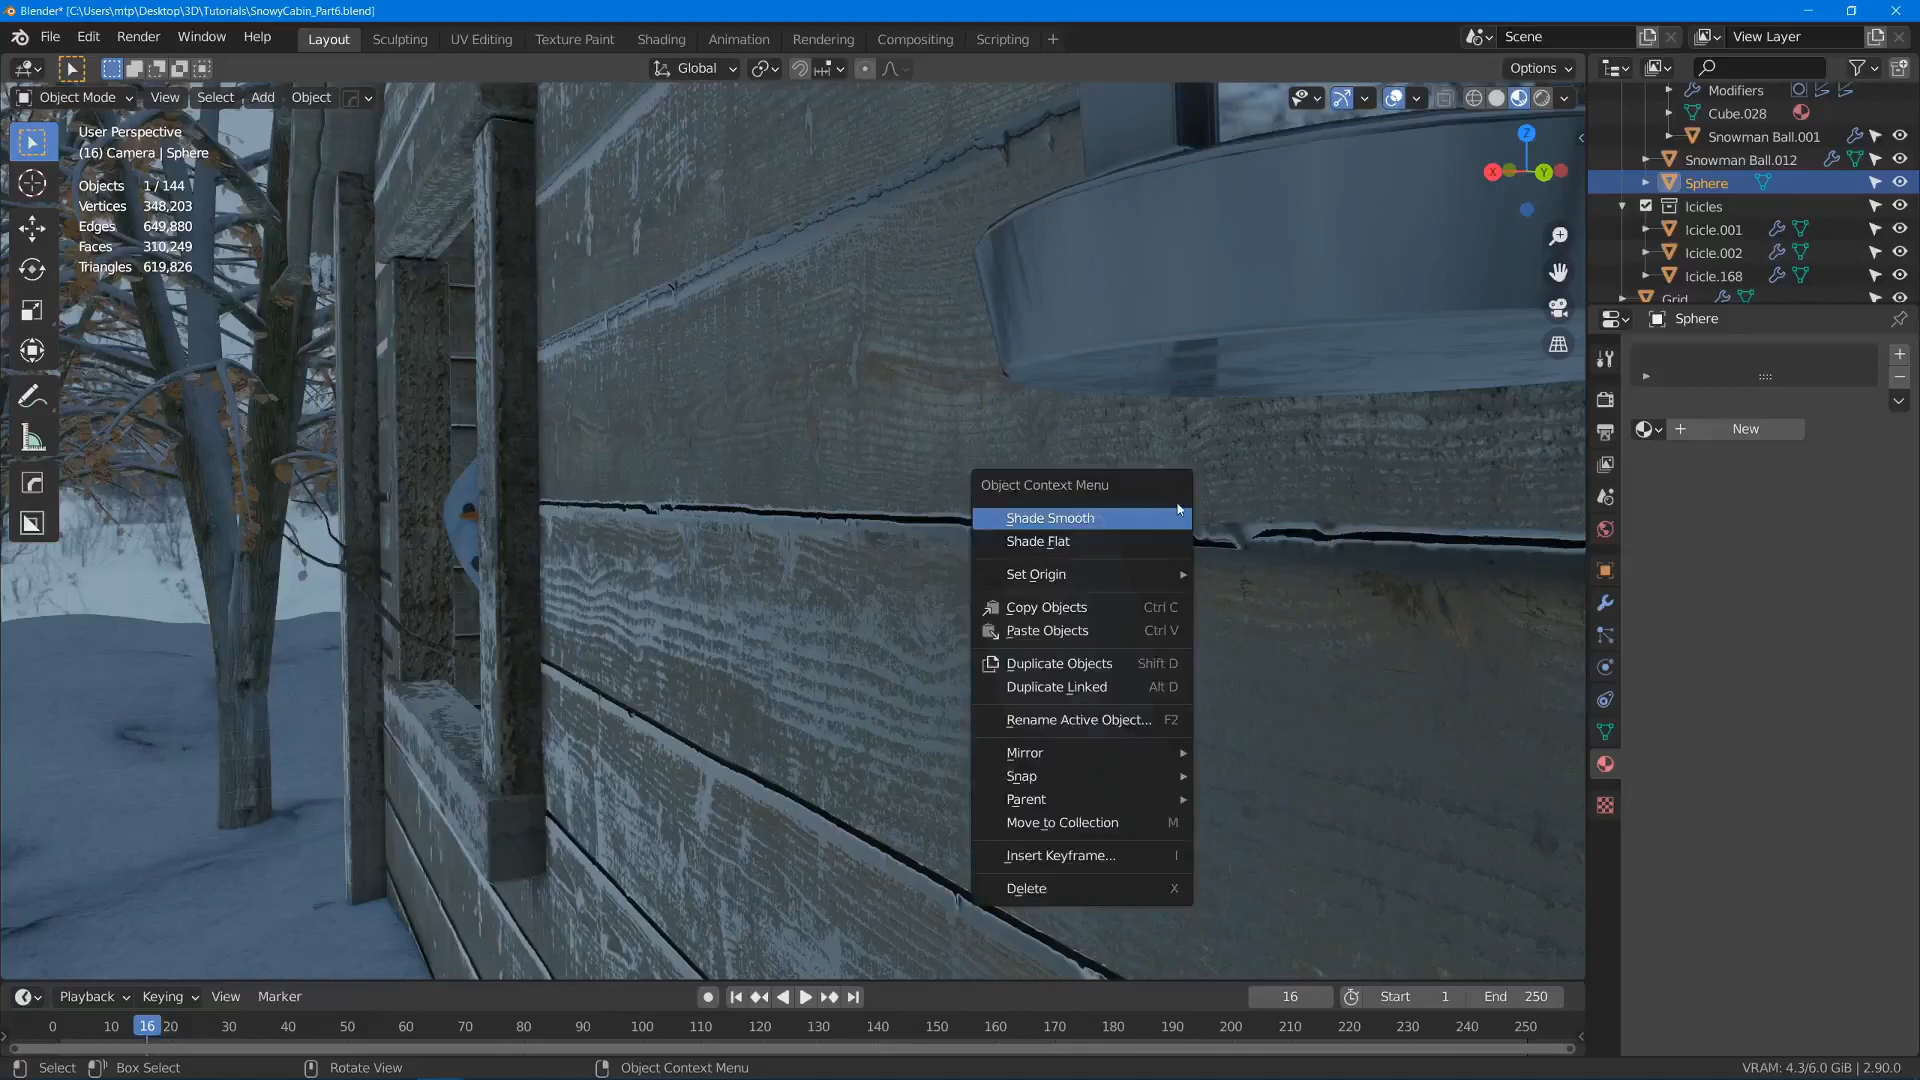 Blender* [C:\Users\mtp\Desktop\3D\Tutorials\SnowyCabin_Part6.blend]
File Edit Render Window Help
Layout Sculpting UV Editing Texture Paint Shading Animation Rendering Compositing Scripting
Scene
View Layer
Global
Options
Object Mode View Select Add Object
User Perspective
(16) Camera | Sphere
Objects 1 / 144
Vertices 348,203
Edges 649,880
Faces 310,249
Triangles 619,826
Z
X
Y
Modifiers
Cube.028
Snowman Ball.001
Snowman Ball.012
Sphere
Icicles
Icicle.001
Icicle.002
Icicle.168
Grid
Sphere
New
Object Context Menu
Shade Smooth
Shade Flat
Set Origin
Copy Objects Ctrl C
Paste Objects Ctrl V
Duplicate Objects Shift D
Duplicate Linked Alt D
Rename Active Object... F2
Mirror
Snap
Parent
Move to Collection M
Insert Keyframe... I
Delete X
Playback Keying View Marker
16
Start 1
End 250
0 10 16 20 30 40 50 60 70 80 90 100 110 120 130 140 150 160 170 180 190 200 210 220 230 240 250
Select
Box Select
Rotate View
Object Context Menu
VRAM: 4.3/6.0 GiB | 2.90.0